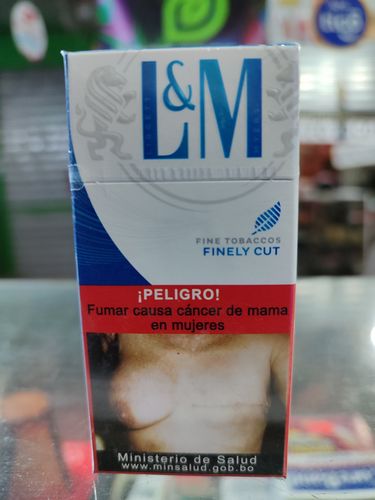 L&M
FINE TOBACCOS
FINELY CUT
¡PELIGRO!
Fumar causa cáncer de mama
en mujeres
Ministerio de Salud
www.minsalud.gob.bo